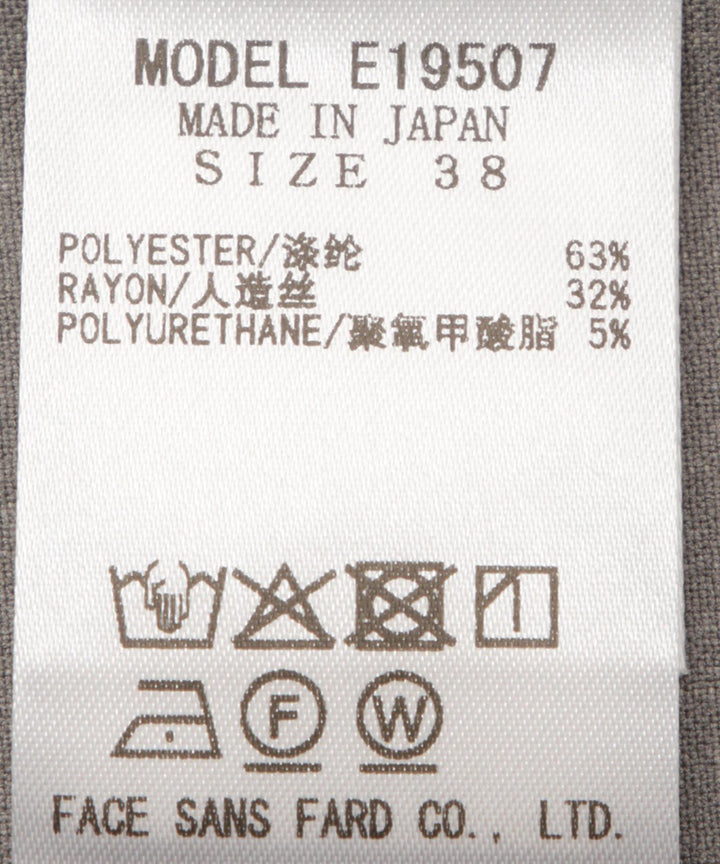 MODEL E19507
MADE IN JAPAN
SIZE 38
POLYESTER/涤纶 63%
RAYON/人造丝 32%
POLYURETHANE/聚氧甲酸脂 5%
F W
FACE SANS FARD CO., LTD.